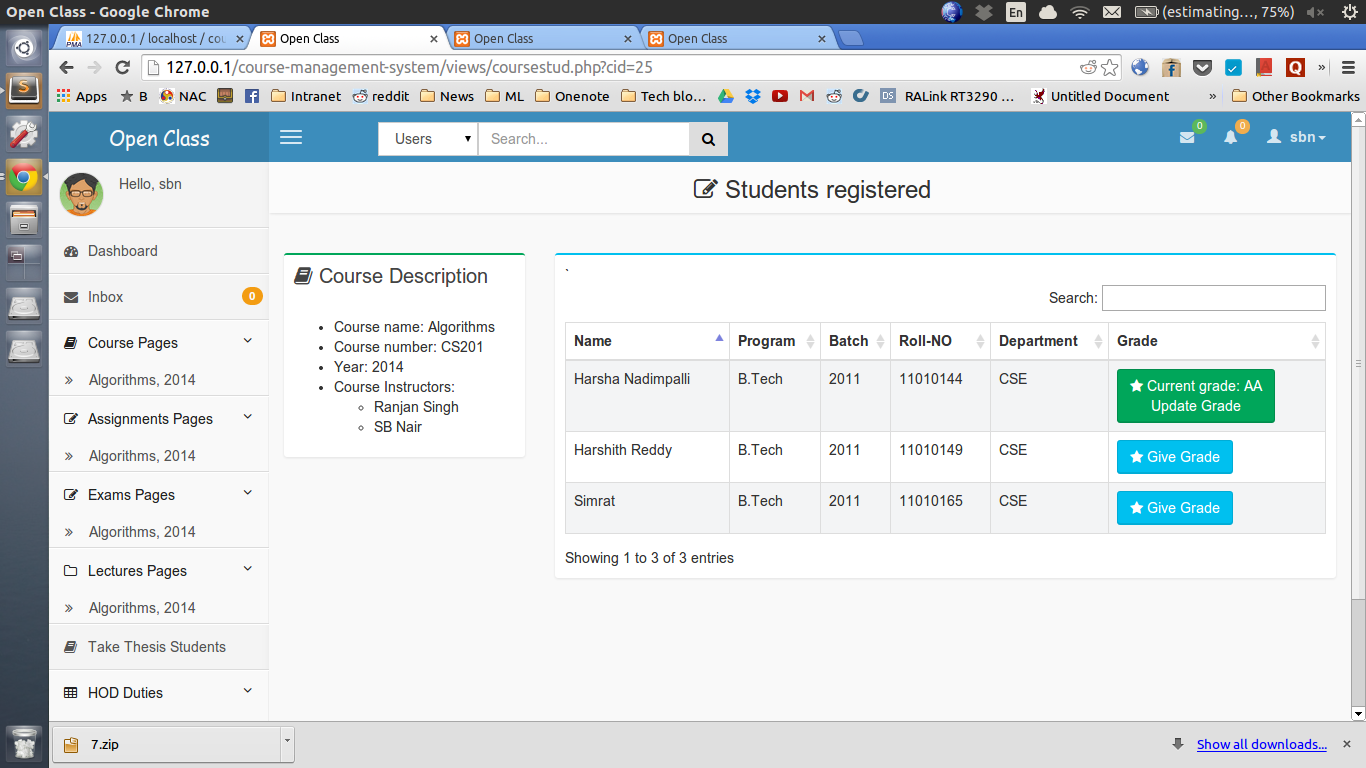 Open Class - Google Chrome
En
(estimating..., 75%)
127.0.0.1 / localhost / cou
Open Class
Open Class
Open Class
127.0.0.1/course-management-system/views/coursestud.php?cid=25
Apps
B
NAC
Intranet
reddit
News
ML
Onenote
Tech blo...
RALink RT3290 ...
Untitled Document
»
Other Bookmarks
Open Class
Users
Search...
0
0
sbn
Hello, sbn
Students registered
Dashboard
Inbox
0
Course Pages
Algorithms, 2014
Assignments Pages
Algorithms, 2014
Exams Pages
Algorithms, 2014
Lectures Pages
Algorithms, 2014
Take Thesis Students
HOD Duties
Course Description
Course name: Algorithms
Course number: CS201
Year: 2014
Course Instructors:
Ranjan Singh
SB Nair
`
Search:
Name Program Batch Roll-NO Department Grade
Harsha Nadimpalli B.Tech 2011 11010144 CSE Current grade: AA
Update Grade
Harshith Reddy B.Tech 2011 11010149 CSE Give Grade
Simrat B.Tech 2011 11010165 CSE Give Grade
Showing 1 to 3 of 3 entries
7.zip
Show all downloads...